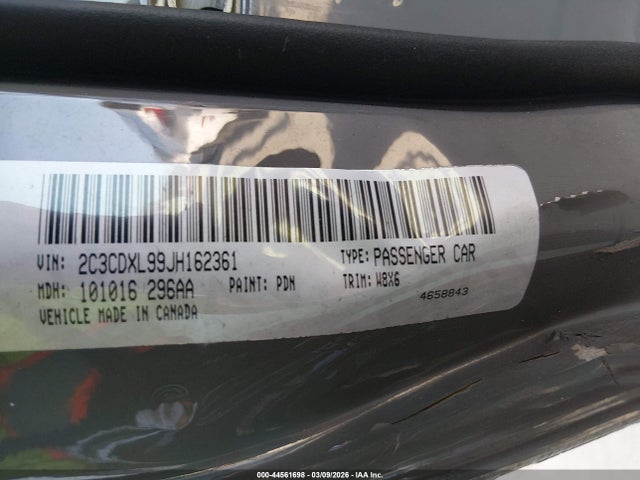 VIN: 2C3CDXL99JH162361 TYPE: PASSENGER CAR
MDH: 101016 296AA PAINT: PDN TRIM: W8X6
VEHICLE MADE IN CANADA 4658843
000-44561698 - 03/09/2026 - IAA Inc.